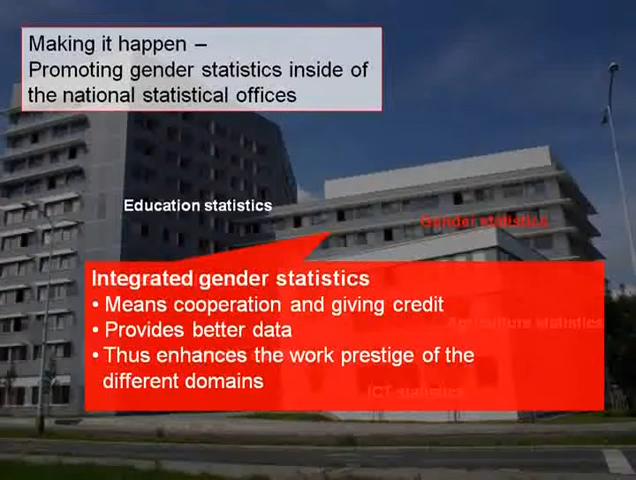 Making it happen –
Promoting gender statistics inside of
the national statistical offices
Education statistics
Gender statistics
Integrated gender statistics
• Means cooperation and giving credit
• Provides better data
Agriculture statistics
• Thus enhances the work prestige of the
different domains
ICT statistics